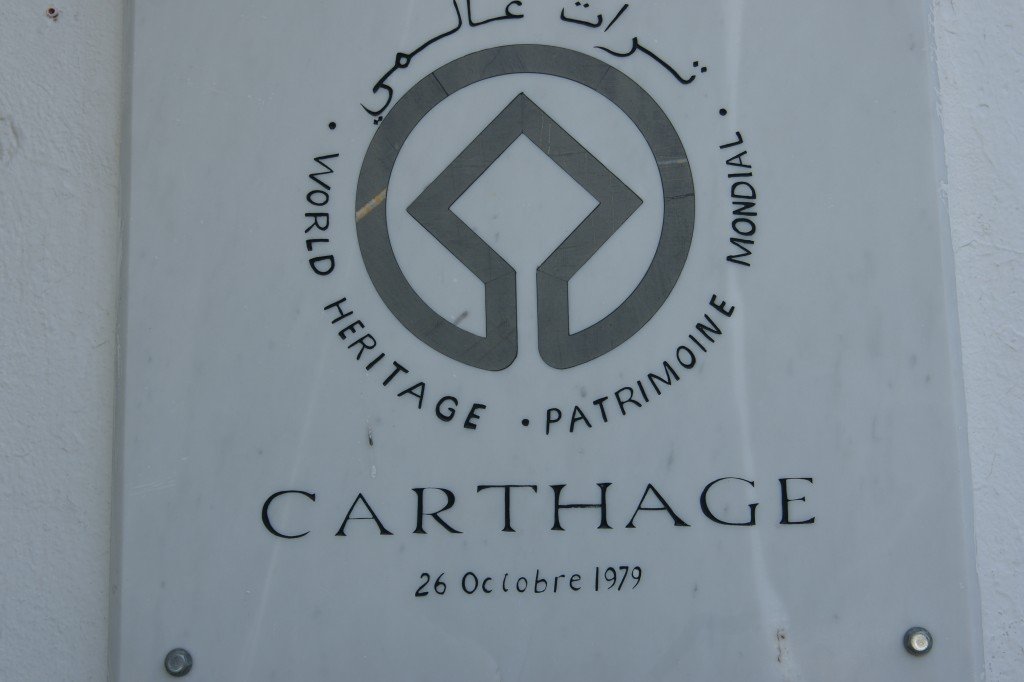 تراث عالمي
• WORLD HERITAGE • PATRIMOINE MONDIAL •
CARTHAGE
26 Octobre 1979